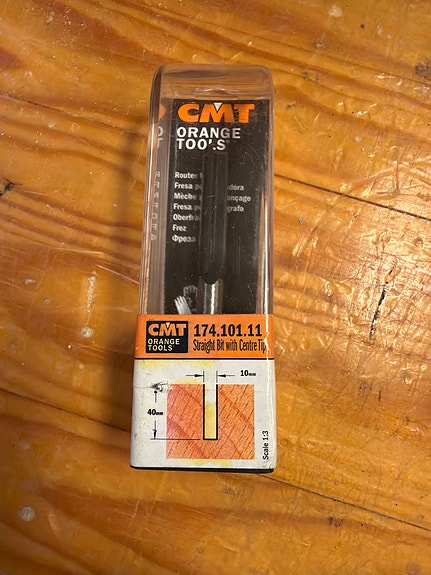 CMT
ORANGE
TOOLS
Router
Fresa
Mèche
Fresa
Frez
Фреза
CMT
ORANGE
TOOLS
174.101.11
Straight Bit with Centre Tip
10mm
40mm
Scale 1:3